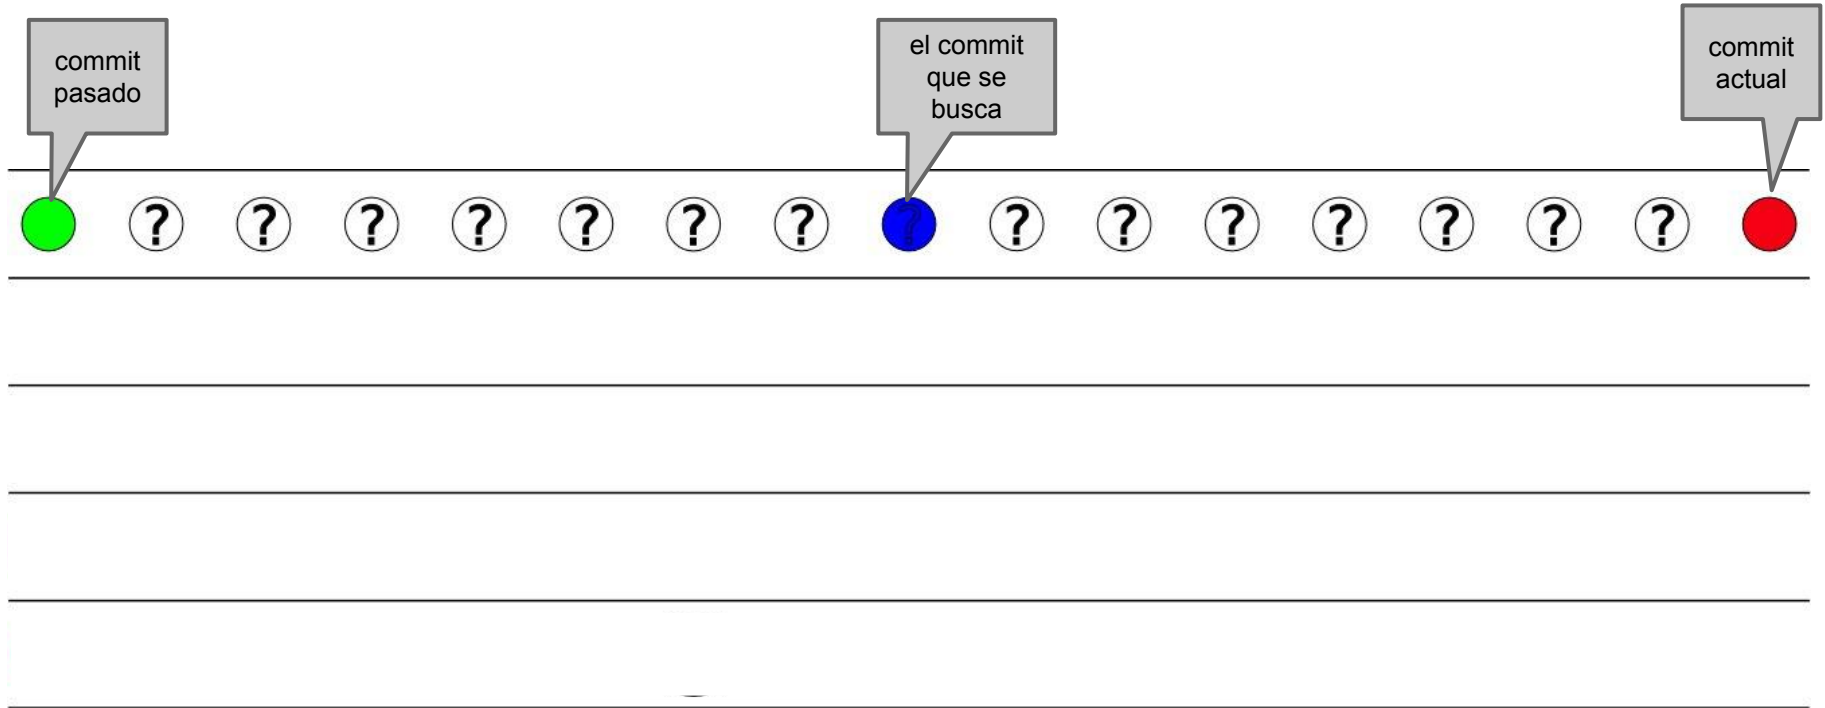 commit
pasado
el commit
que se
busca
commit
actual
? ? ? ? ? ? ? ? ? ? ? ? ? ? ?